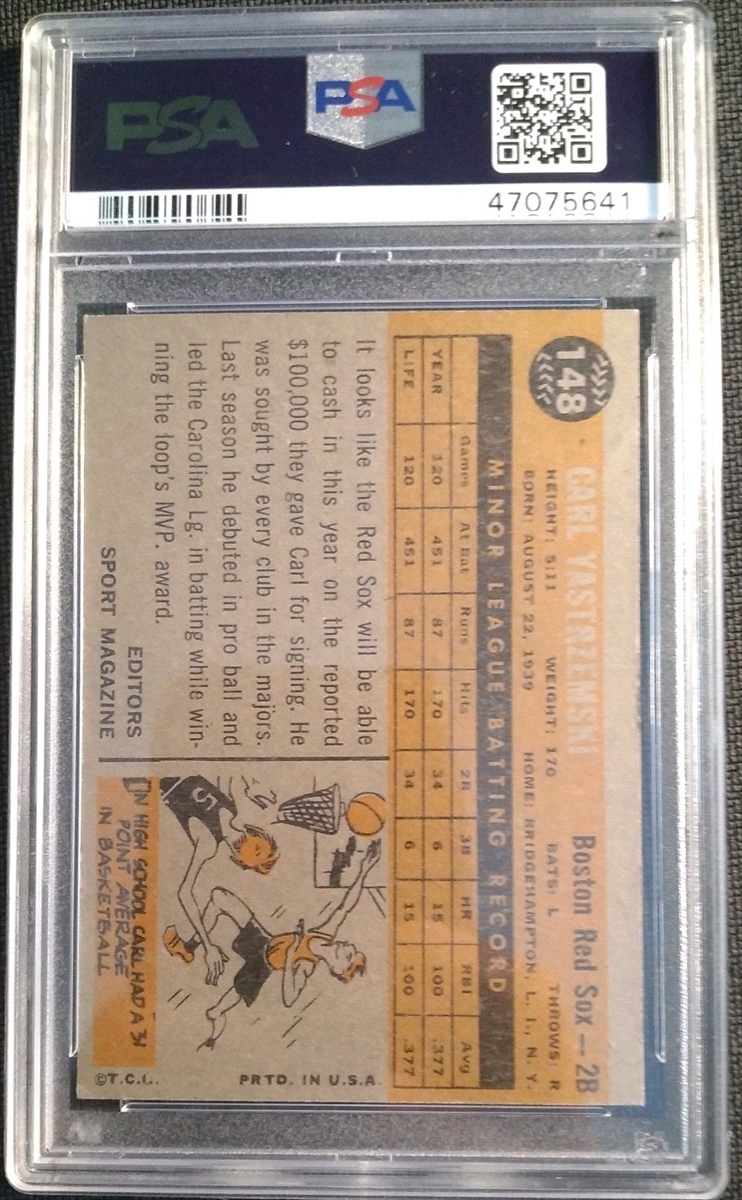 PSA
PSA
47075641
148
CARL YASTRZEMSKI
Boston Red Sox — 2B
HEIGHT: 5:11 WEIGHT: 170 BATS: L THROWS: R
BORN: AUGUST 22, 1939 HOME: BRIDGEHAMPTON, L. I., N. Y.
MINOR LEAGUE BATTING RECORD
Games At Bat Runs Hits 2B 3B HR RBI Avg
YEAR 120 451 87 170 34 6 15 100 .377
LIFE 120 451 87 170 34 6 15 100 .377
It looks like the Red Sox will be able
to cash in this year on the reported
$100,000 they gave Carl for signing. He
was sought by every club in the majors.
Last season he debuted in pro ball and
led the Carolina Lg. in batting while win-
ning the loop's MVP. award.
EDITORS
SPORT MAGAZINE
5
IN HIGH SCHOOL CARL HAD A 31
POINT AVERAGE
IN BASKETBALL
©T.C.G. PRTD. IN U.S.A.